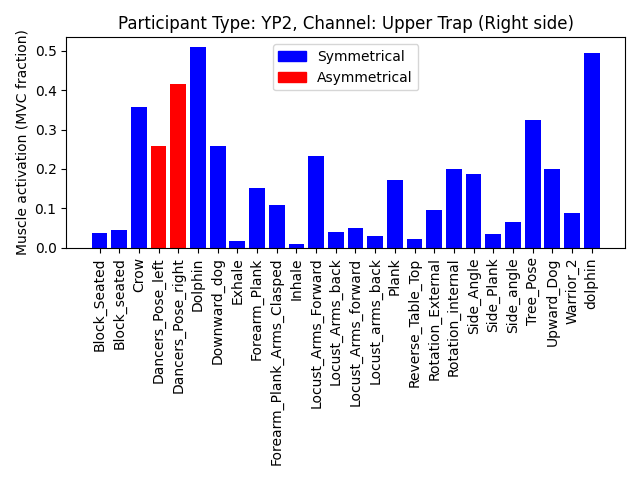 Participant Type: YP2, Channel: Upper Trap (Right side)
Symmetrical
Asymmetrical
Muscle activation (MVC fraction)
0.5
0.4
0.3
0.2
0.1
0.0
Block_Seated
Block_seated
Crow
Dancers_Pose_left
Dancers_Pose_right
Dolphin
Downward_dog
Exhale
Forearm_Plank
Forearm_Plank_Arms_Clasped
Inhale
Locust_Arms_Forward
Locust_Arms_back
Locust_Arms_forward
Locust_arms_back
Plank
Reverse_Table_Top
Rotation_External
Rotation_internal
Side_Angle
Side_Plank
Side_angle
Tree_Pose
Upward_Dog
Warrior_2
dolphin